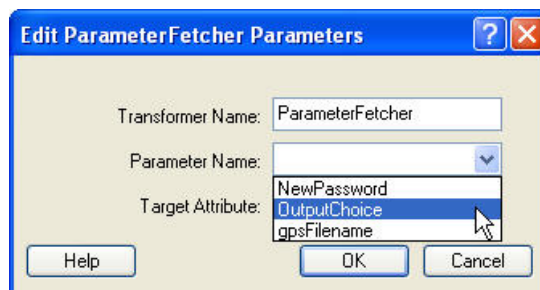 Edit ParameterFetcher Parameters
Transformer Name: ParameterFetcher
Parameter Name:
NewPassword
Target Attribute: OutputChoice
gpsFilename
Help OK Cancel